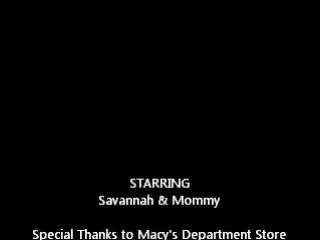 STARRING
Savannah & Mommy
Special Thanks to Macy's Department Store